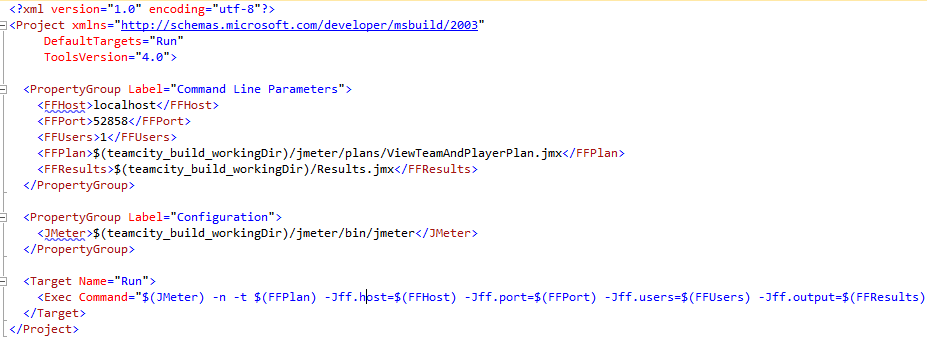 <?xml version="1.0" encoding="utf-8"?>
<Project xmlns="http://schemas.microsoft.com/developer/msbuild/2003"
DefaultTargets="Run"
ToolsVersion="4.0">
<PropertyGroup Label="Command Line Parameters">
<FFHost>localhost</FFHost>
<FFPort>52858</FFPort>
<FFUsers>1</FFUsers>
<FFPlan>$(teamcity_build_workingDir)/jmeter/plans/ViewTeamAndPlayerPlan.jmx</FFPlan>
<FFResults>$(teamcity_build_workingDir)/Results.jmx</FFResults>
</PropertyGroup>
<PropertyGroup Label="Configuration">
<JMeter>$(teamcity_build_workingDir)/jmeter/bin/jmeter</JMeter>
</PropertyGroup>
<Target Name="Run">
<Exec Command="$(JMeter) -n -t $(FFPlan) -Jff.host=$(FFHost) -Jff.port=$(FFPort) -Jff.users=$(FFUsers) -Jff.output=$(FFResults)
</Target>
</Project>